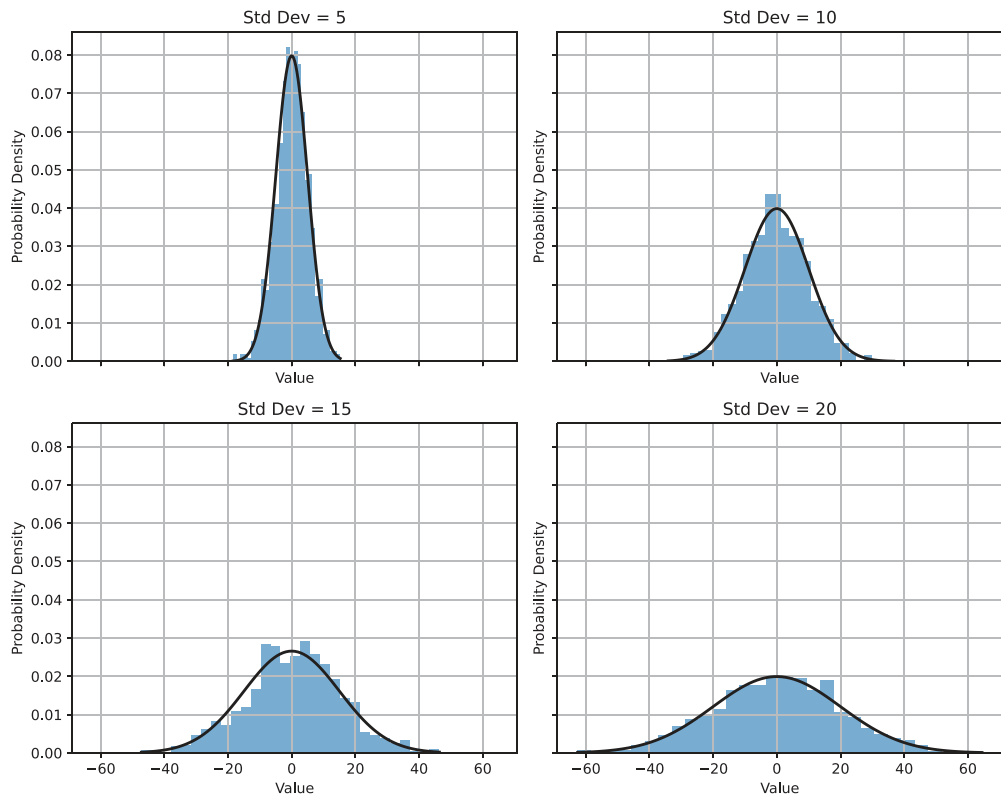 Std Dev = 5
Std Dev = 10
Probability Density
0.08
0.07
0.06
0.05
0.04
0.03
0.02
0.01
0.00
Value
Probability Density
Value
Std Dev = 15
Std Dev = 20
Probability Density
0.08
0.07
0.06
0.05
0.04
0.03
0.02
0.01
0.00
−60 −40 −20 0 20 40 60
Value
Probability Density
−60 −40 −20 0 20 40 60
Value